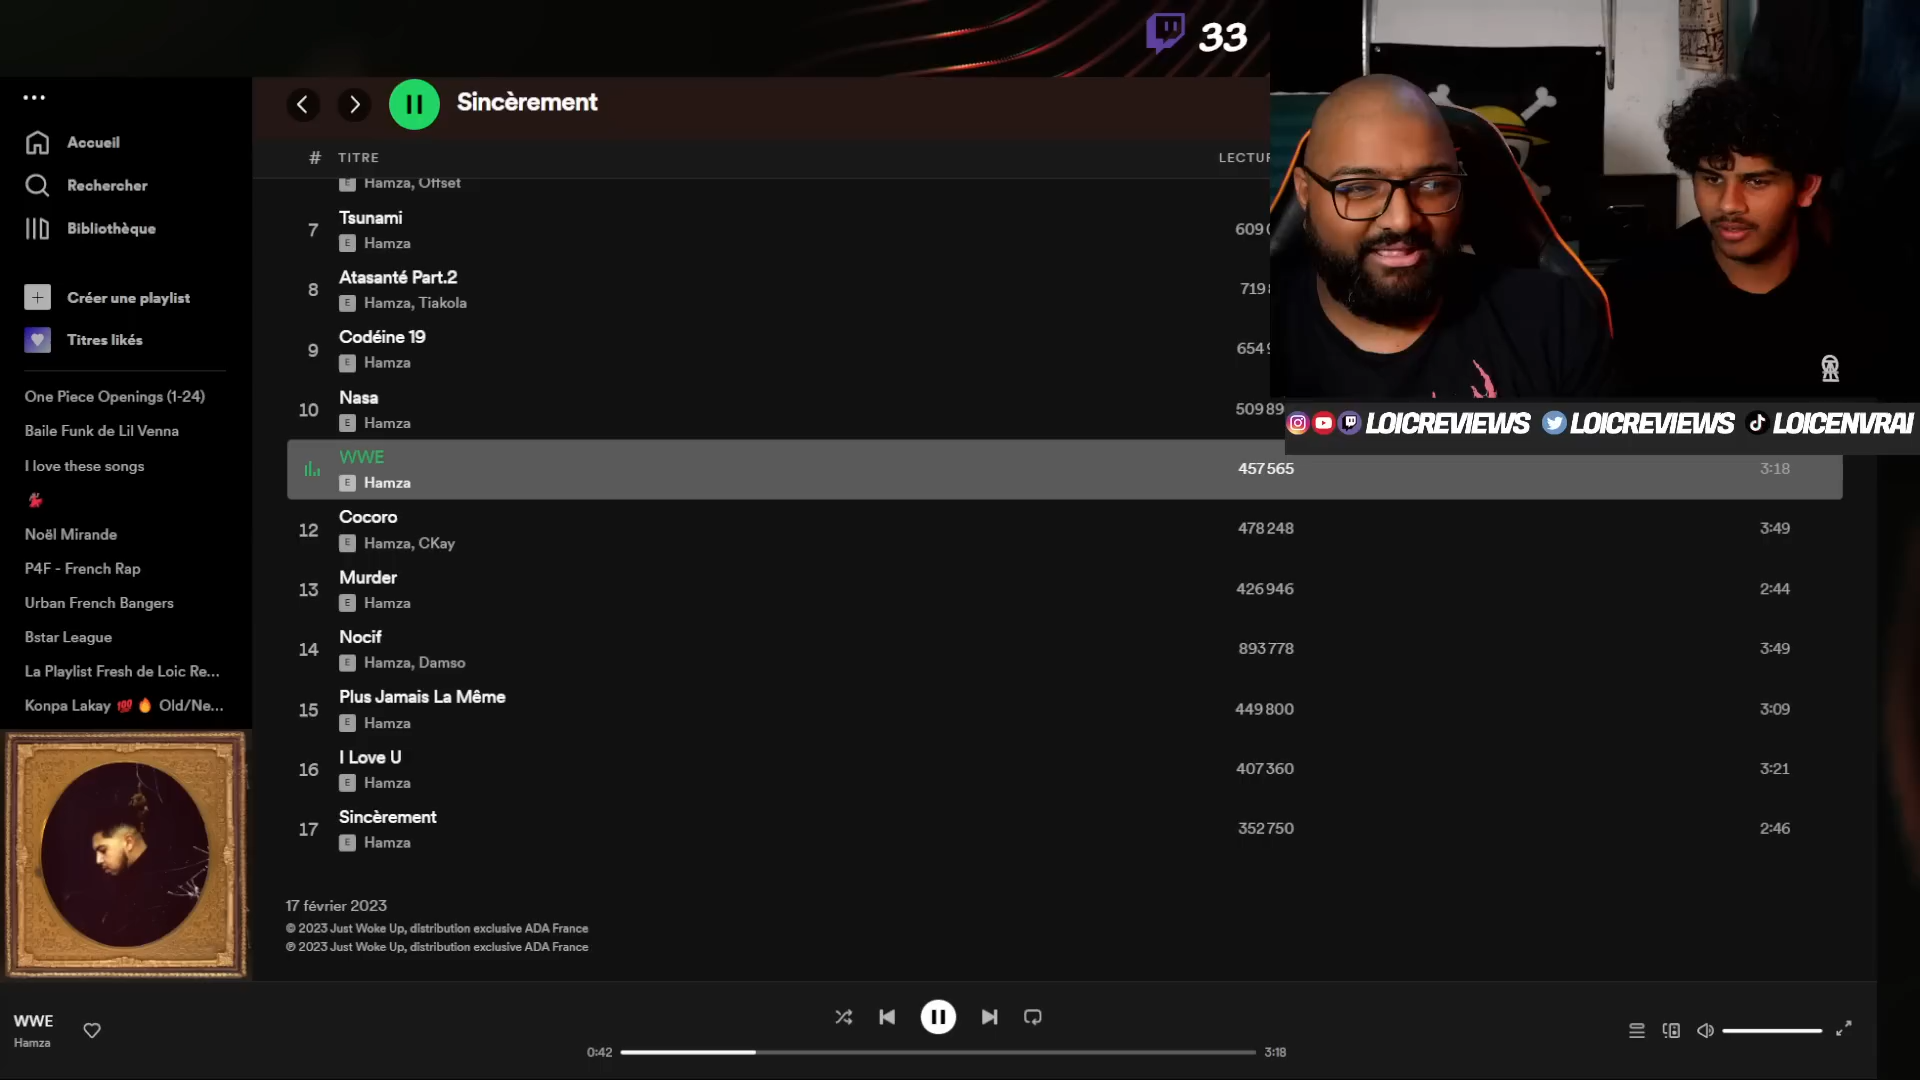 33
Accueil
Rechercher
Bibliothèque
Créer une playlist
Titres likés
One Piece Openings (1-24)
Baile Funk de Lil Venna
I love these songs
Noël Mirande
P4F - French Rap
Urban French Bangers
Bstar League
La Playlist Fresh de Loic Re...
Konpa Lakay 💯 🔥 Old/Ne...
Sincèrement
# TITRE LECTUR
E Hamza, Offset
7 Tsunami 609
E Hamza
8 Atasanté Part.2 719
E Hamza, Tiakola
9 Codéine 19 654
E Hamza
10 Nasa 509 89
E Hamza
WWE 457 565 3:18
E Hamza
12 Cocoro 478 248 3:49
E Hamza, CKay
13 Murder 426 946 2:44
E Hamza
14 Nocif 893 778 3:49
E Hamza, Damso
15 Plus Jamais La Même 449 800 3:09
E Hamza
16 I Love U 407 360 3:21
E Hamza
17 Sincèrement 352 750 2:46
E Hamza
17 février 2023
© 2023 Just Woke Up, distribution exclusive ADA France
℗ 2023 Just Woke Up, distribution exclusive ADA France
LOICREVIEWS LOICREVIEWS LOICENVRAI
WWE
Hamza
0:42 3:18